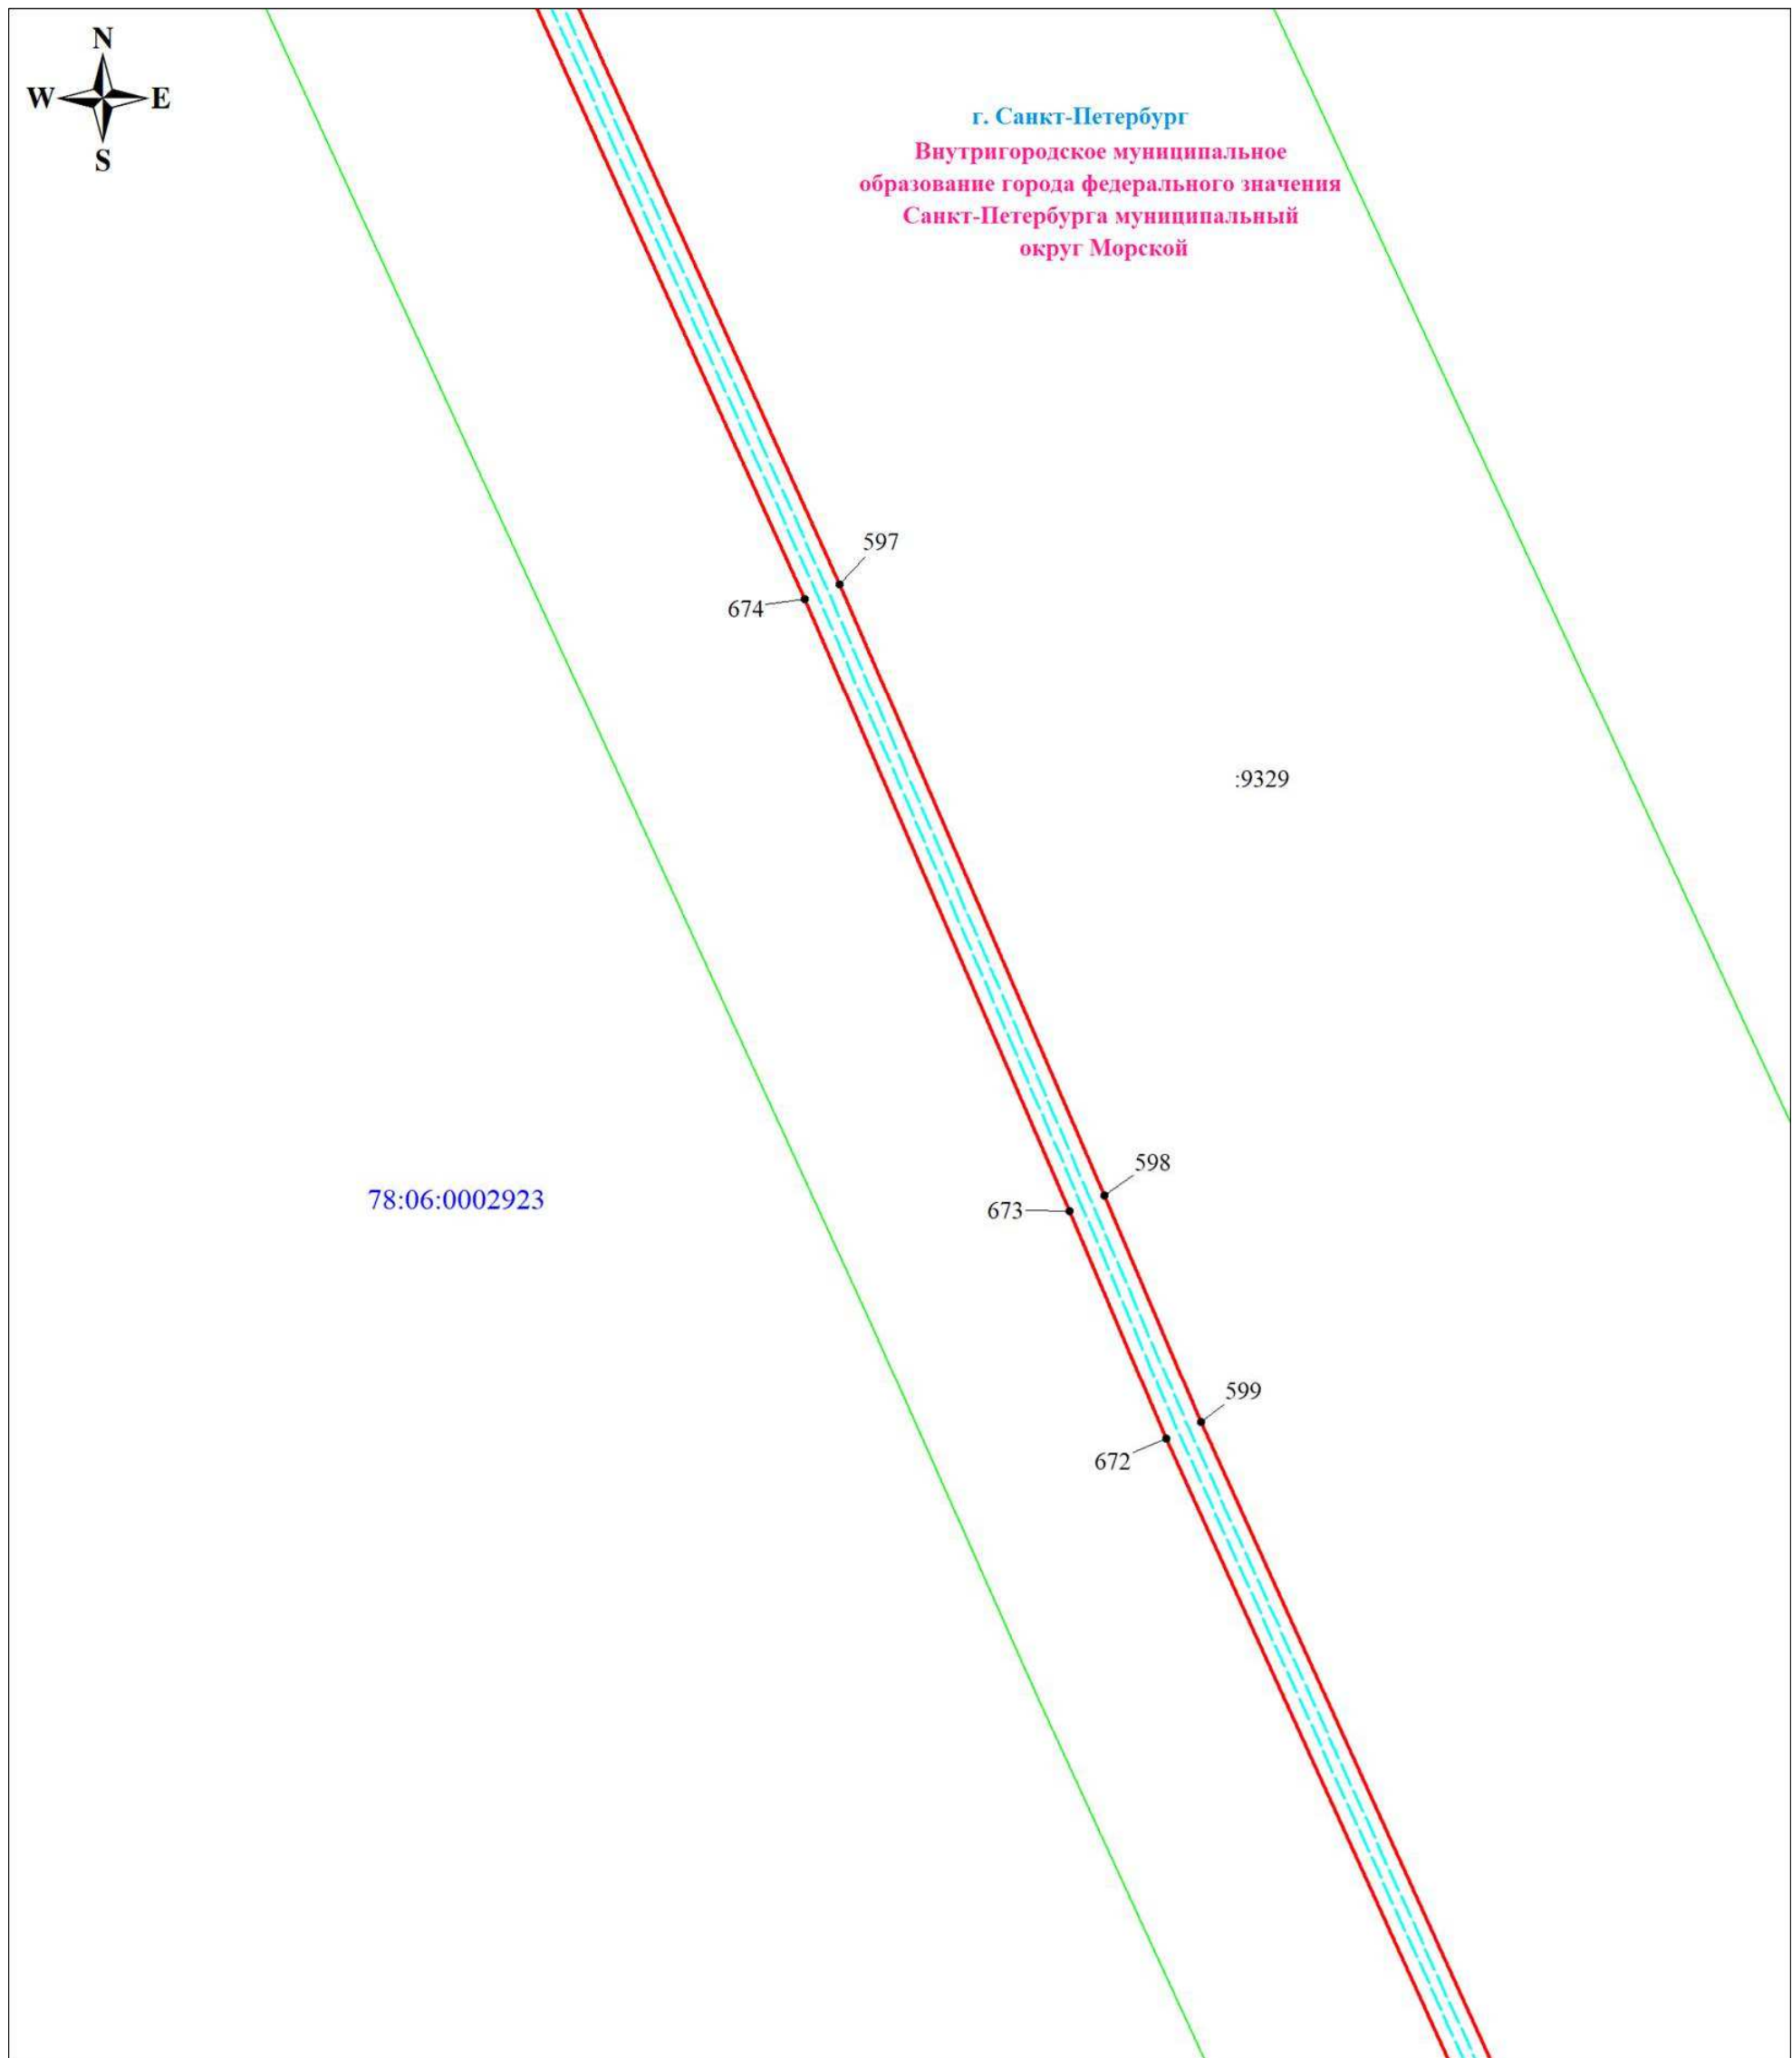 N
W E
S
г. Санкт-Петербург
Внутригородское муниципальное
образование города федерального значения
Санкт-Петербурга муниципальный
округ Морской
597
674
:9329
598
78:06:0002923
673
599
672